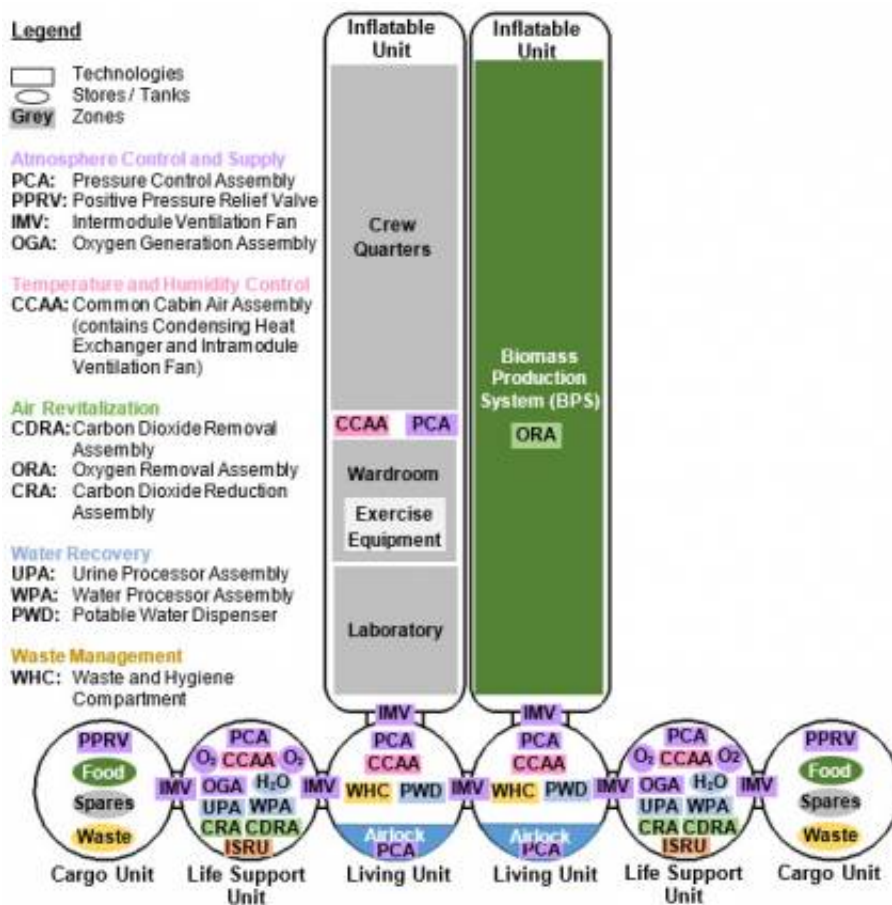 Legend
Technologies
Stores / Tanks
Grey Zones
Atmosphere Control and Supply
PCA: Pressure Control Assembly
PPRV: Positive Pressure Relief Valve
IMV: Intermodule Ventilation Fan
OGA: Oxygen Generation Assembly
Temperature and Humidity Control
CCAA: Common Cabin Air Assembly
(contains Condensing Heat
Exchanger and Intramodule
Ventilation Fan)
Air Revitalization
CDRA: Carbon Dioxide Removal
Assembly
ORA: Oxygen Removal Assembly
CRA: Carbon Dioxide Reduction
Assembly
Water Recovery
UPA: Urine Processor Assembly
WPA: Water Processor Assembly
PWD: Potable Water Dispenser
Waste Management
WHC: Waste and Hygiene
Compartment
Inflatable
Unit
Crew
Quarters
CCAA PCA
Wardroom
Exercise
Equipment
Laboratory
Inflatable
Unit
Biomass
Production
System (BPS)
ORA
IMV IMV
PPRV
Food
Spares
Waste
Cargo Unit
IMV
PCA
O₂ CCAA O₂
OGA H₂O
UPA WPA
CRA CDRA
ISRU
Life Support
Unit
IMV
PCA
CCAA
WHC PWD
Airlock
PCA
Living Unit
IMV
PCA
CCAA
WHC PWD
Airlock
PCA
Living Unit
IMV
PCA
O₂ CCAA O2
OGA H₂O
UPA WPA
CRA CDRA
ISRU
Life Support
Unit
IMV
PPRV
Food
Spares
Waste
Cargo Unit